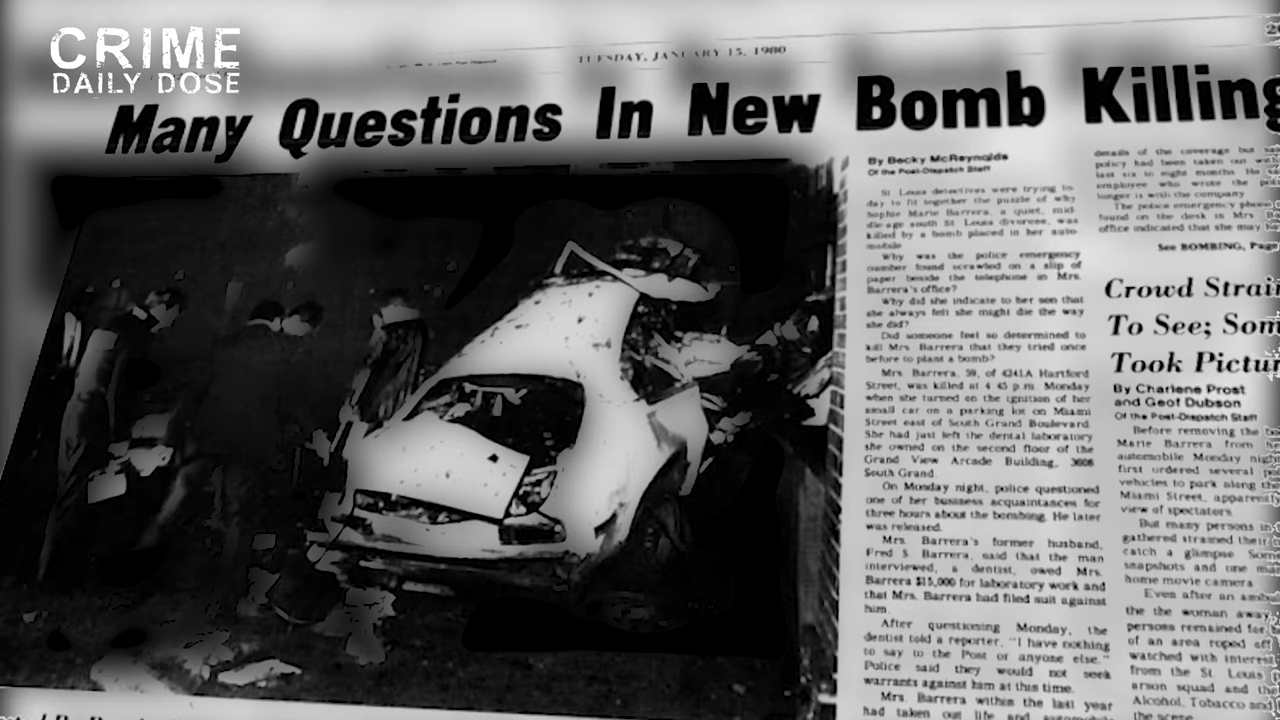 CRIME
DAILY DOSE
TUESDAY, JANUARY 15, 1980
Many Questions In New Bomb Killing
By Becky McReynolds
Of the Post-Dispatch Staff
St Louis detectives were trying to-
day to fit together the puzzle of why
Sophie Marie Barrera, a quiet, mid-
dle-age south St. Louis divorcee, was
killed by a bomb placed in her auto-
mobile
Why was the police emergency
number found scrawled on a slip of
paper beside the telephone in Mrs.
Barrera's office?
Why did she indicate to her son that
she always felt she might die the way
she did?
Did someone feel so determined to
kill Mrs. Barrera that they tried once
before to plant a bomb?
Mrs. Barrera, 59, of 4241A Hartford
Street, was killed at 4 45 p.m. Monday
when she turned on the ignition of her
small car on a parking lot on Miami
Street east of South Grand Boulevard.
She had just left the dental laboratory
she owned on the second floor of the
Grand View Arcade Building, 3606
South Grand.
On Monday night, police questioned
one of her business acquaintances for
three hours about the bombing. He later
was released.
Mrs. Barrera's former husband,
Fred S. Barrera, said that the man
interviewed, a dentist, owed Mrs.
Barrera $15,000 for laboratory work and
that Mrs. Barrera had filed suit against
him.
After questioning Monday, the
dentist told a reporter, "I have nothing
to say to the Post or anyone else."
Police said they would not seek
warrants against him at this time.
Mrs. Barrera within the last year
had taken out life and automobile
details of the coverage but
policy had been taken out
last six to eight months He
employee who wrote the
longer is with the company
The police emergency phone
found on the desk in Mrs
office indicated that she may
See BOMBING, Page
Crowd Strai
To See; Som
Took Pictu
By Charlene Prost
and Geof Dubson
Of the Post-Dispatch Staff
Before removing the
Marie Barrera from
automobile Monday night
first ordered several
vehicles to park along the
Miami Street, apparent
view of spectators.
But many persons
gathered strained their
catch a glimpse Some
snapshots and one
home movie camera
Even after an
the the woman away
persons remained for
of an area roped off
watched with interest
from the St. Louis
arson squad and the
Alcohol, Tobacco and
the scene